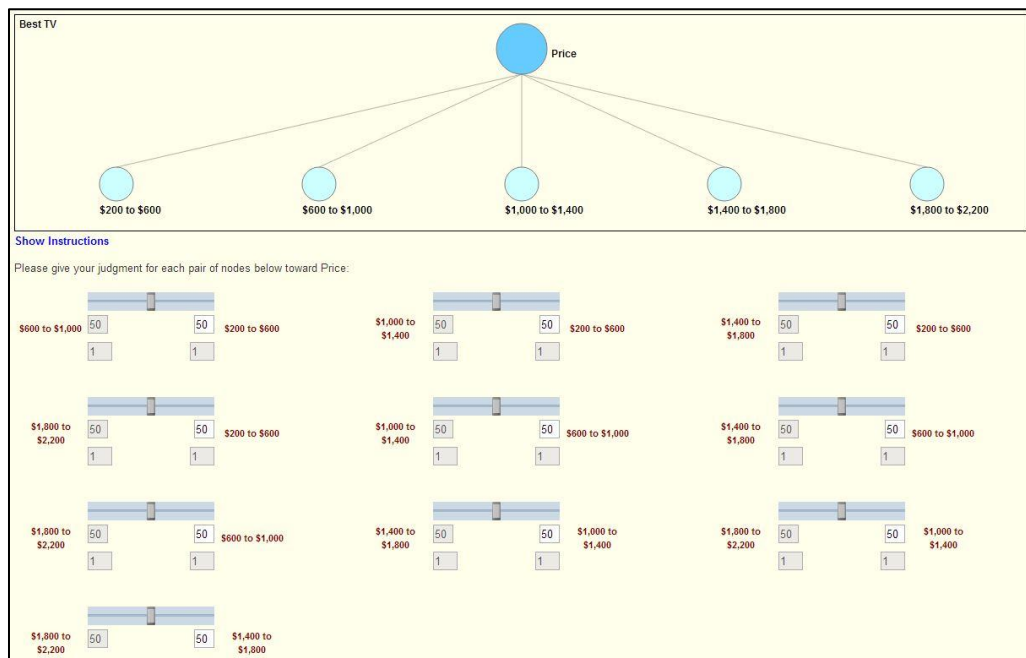 Best TV
Price
$200 to $600
$600 to $1,000
$1,000 to $1,400
$1,400 to $1,800
$1,800 to $2,200
Show Instructions
Please give your judgment for each pair of nodes below toward Price:
$600 to $1,000 50 50 $200 to $600
1 1
$1,000 to
$1,400
50 50 $200 to $600
1 1
$1,400 to
$1,800
50 50 $200 to $600
1 1
$1,800 to
$2,200
50 50 $200 to $600
1 1
$1,000 to
$1,400
50 50 $600 to $1,000
1 1
$1,400 to
$1,800
50 50 $600 to $1,000
1 1
$1,800 to
$2,200
50 50 $600 to $1,000
1 1
$1,400 to
$1,800
50 50
$1,000 to
$1,400
1 1
$1,800 to
$2,200
50 50
$1,000 to
$1,400
1 1
$1,800 to
$2,200
50 50
$1,400 to
$1,800